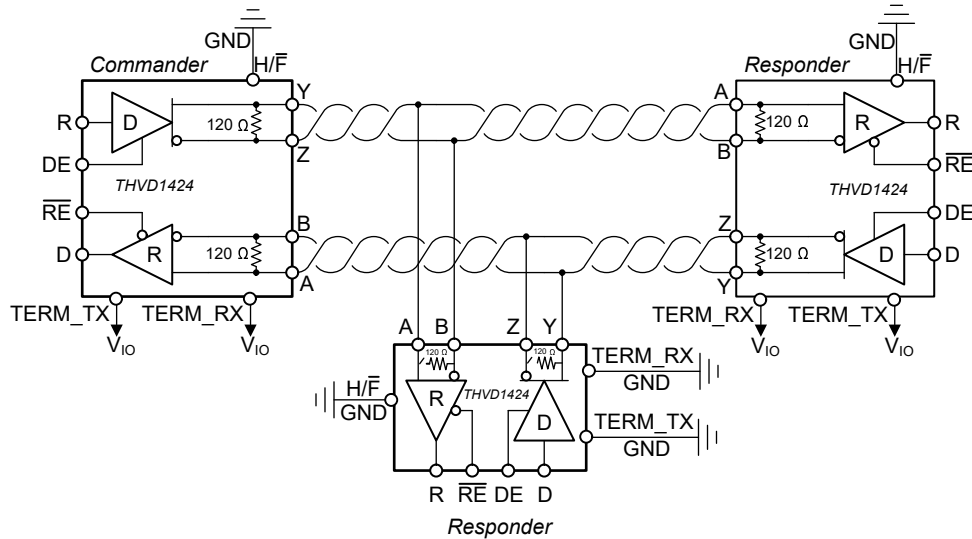 GND
H/F̅
Commander
Y
R
D
120 Ω
Z
DE
THVD1424
R̅E̅
B
D
R
120 Ω
A
TERM_TX
TERM_RX
VIO
VIO
GND
H/F̅
Responder
A
120 Ω
R
R
B
R̅E̅
THVD1424
DE
Z
120 Ω
D
D
Y
TERM_RX
TERM_TX
VIO
VIO
A
B
Z
Y
120 Ω
120 Ω
TERM_RX
GND
H/F̅
GND
R
THVD1424
D
TERM_TX
GND
R
R̅E̅
DE
D
Responder